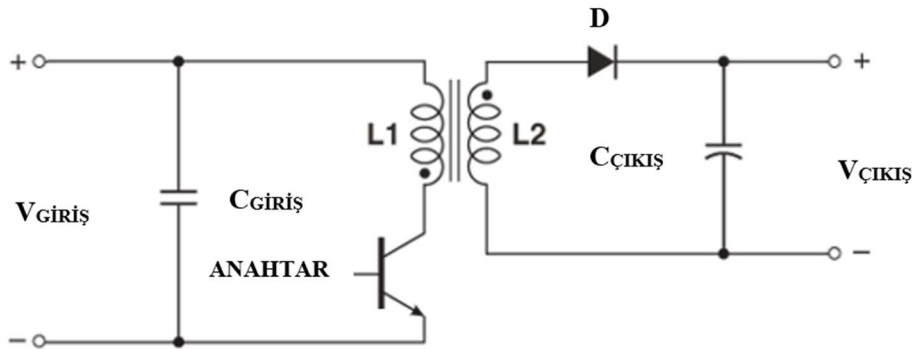 D
+
+
L1
L2
CÇIKIŞ
VÇIKIŞ
VGİRİŞ
CGİRİŞ
ANAHTAR
−
−